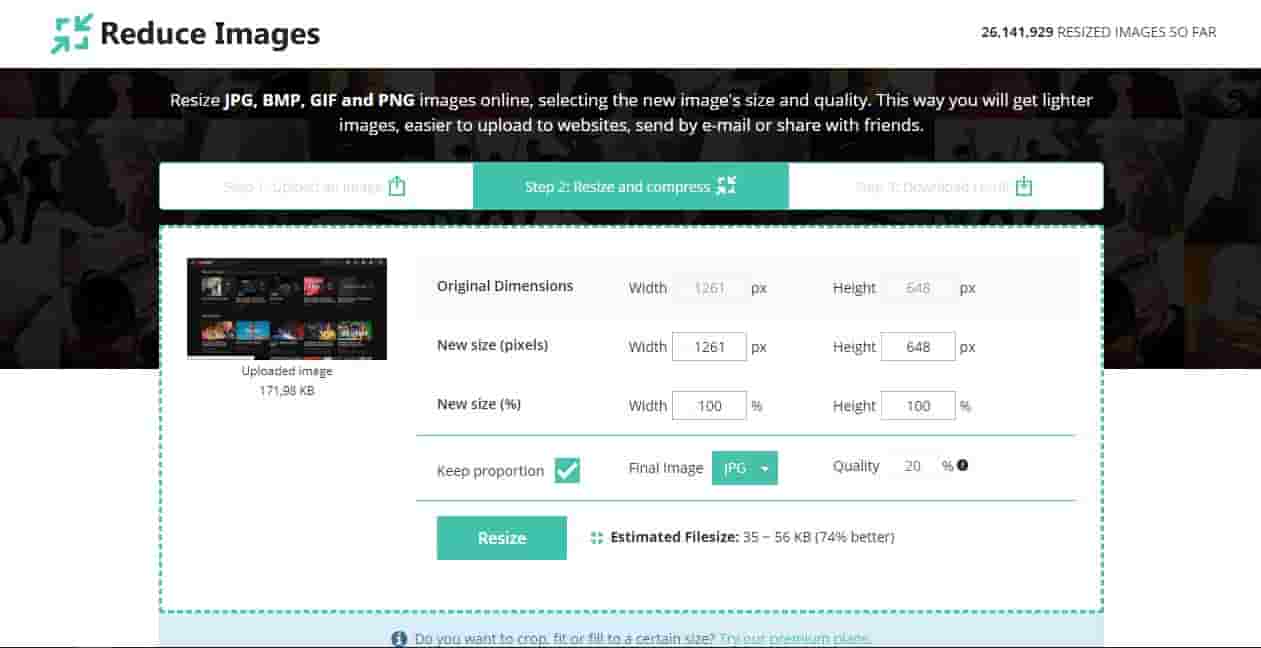 Reduce Images
26,141,929 RESIZED IMAGES SO FAR
Resize JPG, BMP, GIF and PNG images online, selecting the new image's size and quality. This way you will get lighter
images, easier to upload to websites, send by e-mail or share with friends.
Step 1: Upload an image
Step 2: Resize and compress
Step 3: Download result
Original Dimensions Width 1261 px Height 648 px
New size (pixels) Width 1261 px Height 648 px
Uploaded image
171,98 KB
New size (%) Width 100 % Height 100 %
Keep proportion Final Image JPG Quality 20 %
Resize Estimated Filesize: 35 – 56 KB (74% better)
Do you want to crop, fit or fill to a certain size? Try our premium plans.